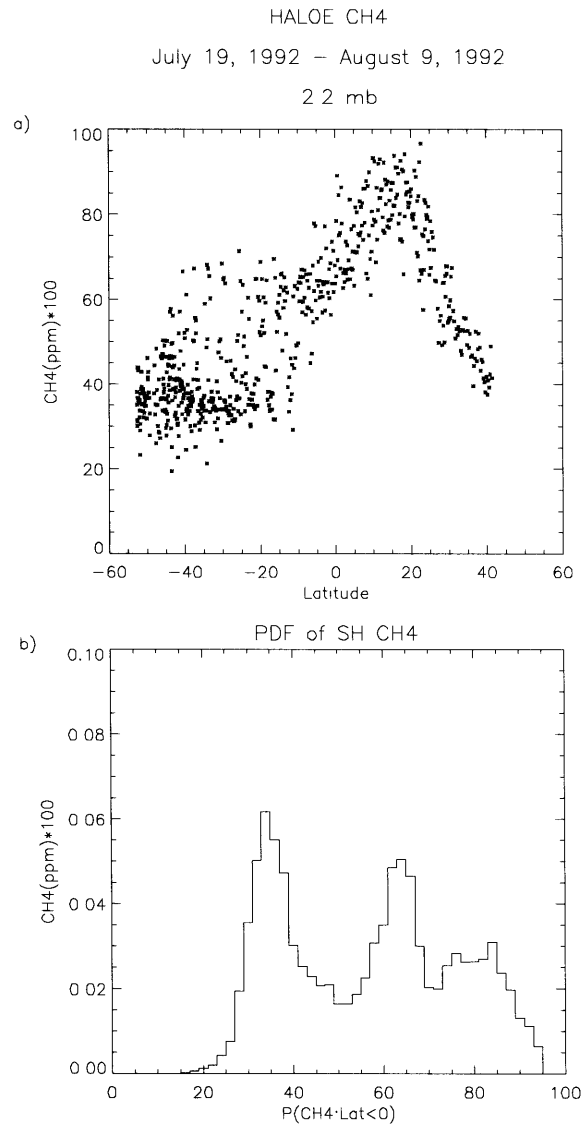 HALOE CH4
July 19, 1992 – August 9, 1992
2 2 mb
a)
100
80
60
40
20
0
CH4(ppm)*100
−60 −40 −20 0 20 40 60
Latitude
b)
PDF of SH CH4
0.10
0 08
0 06
0 04
0 02
0 00
CH4(ppm)*100
0 20 40 60 80 100
P(CH4·Lat<0)